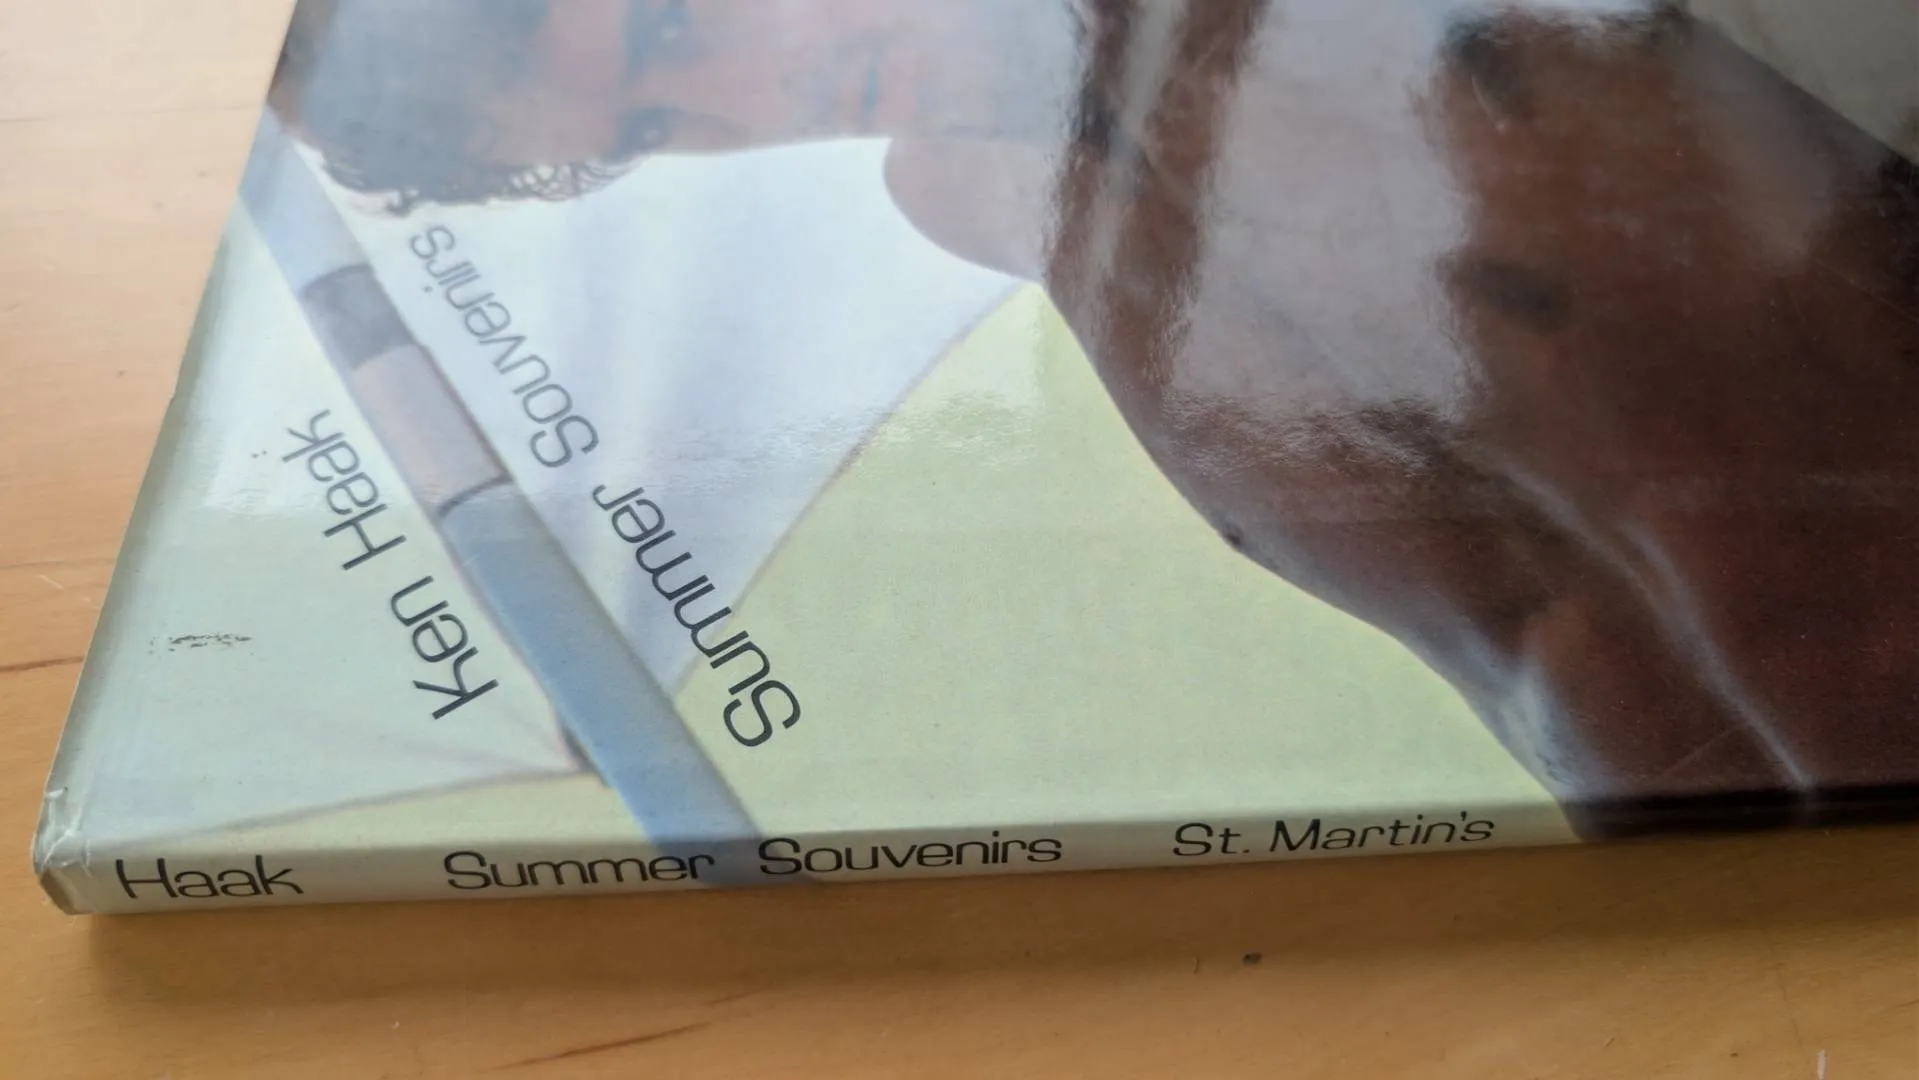 Ken Haak
Summer Souvenirs
Haak Summer Souvenirs St. Martin's